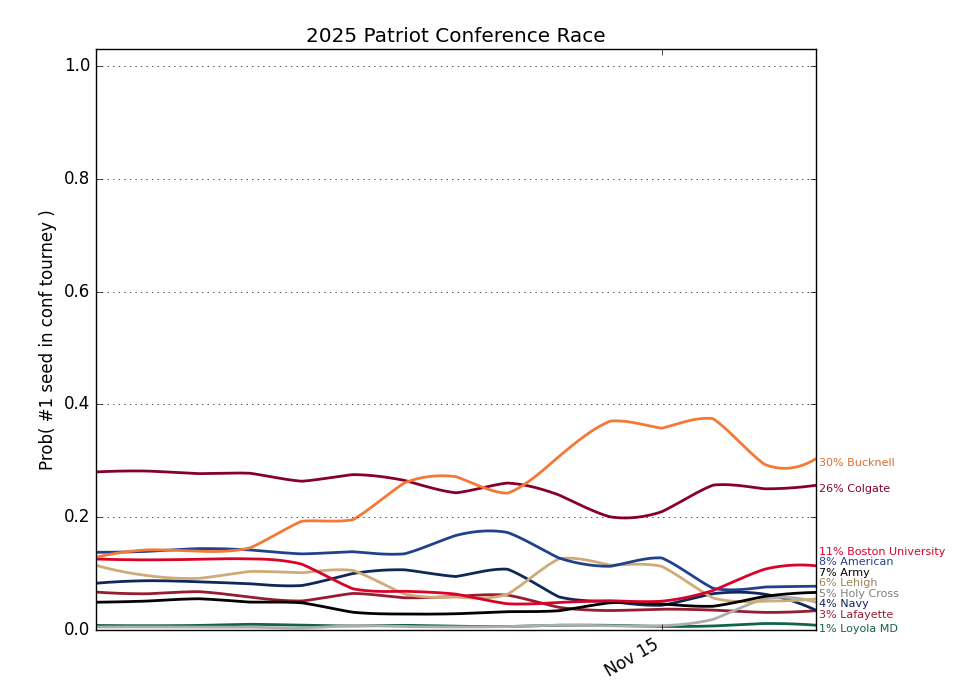 2025 Patriot Conference Race
Prob( #1 seed in conf tourney )
1.0
0.8
0.6
0.4
0.2
0.0
Nov 15
30% Bucknell
26% Colgate
11% Boston University
8% American
7% Army
6% Lehigh
5% Holy Cross
4% Navy
3% Lafayette
1% Loyola MD